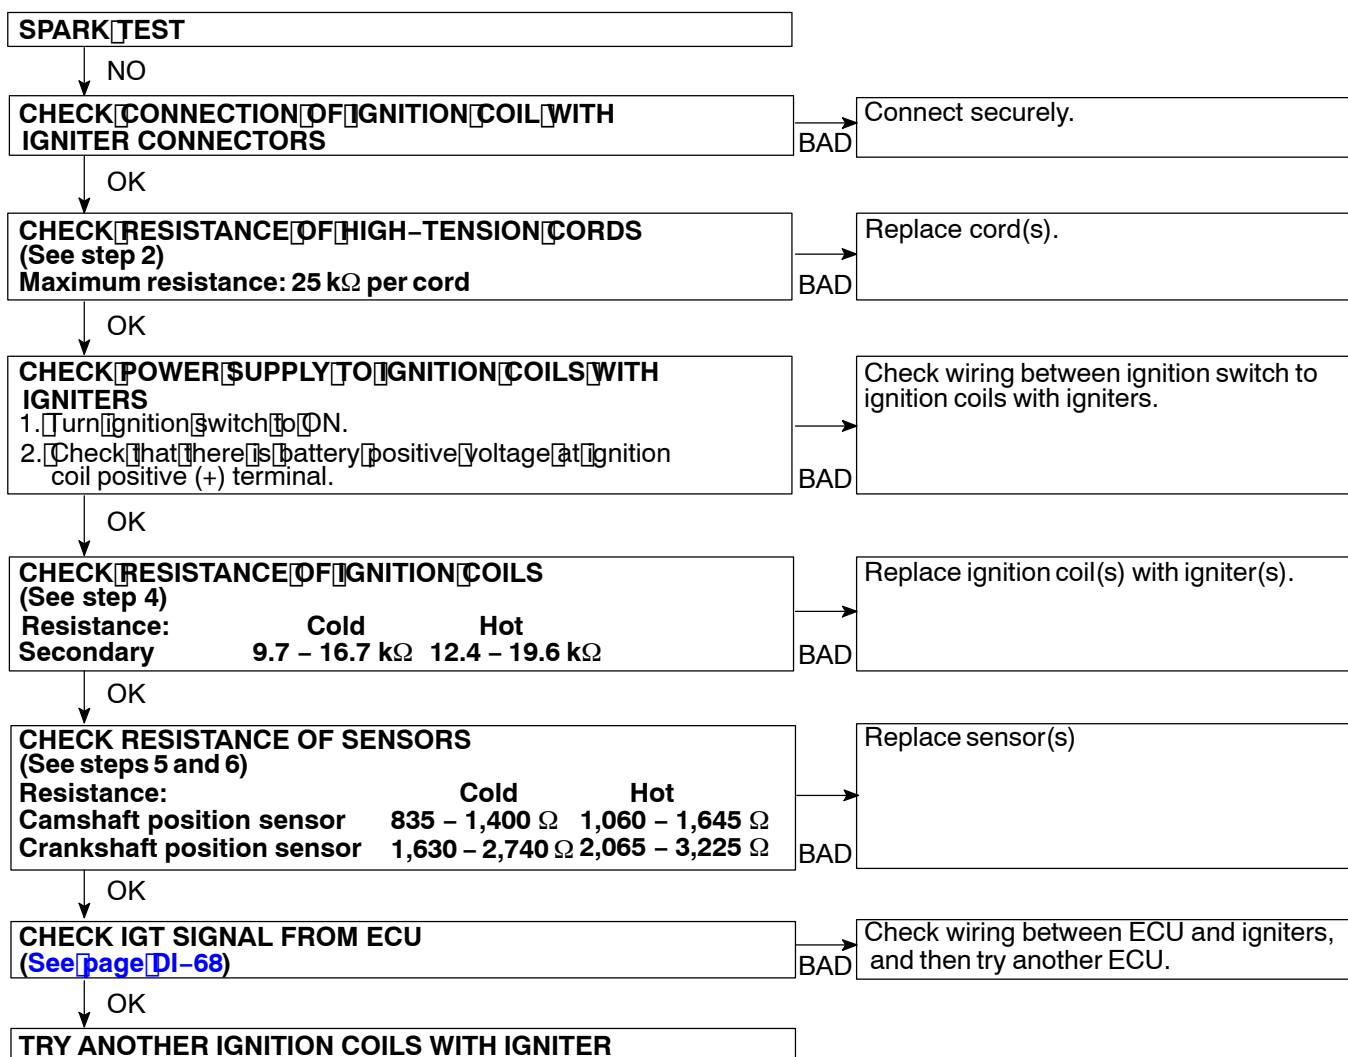 SPARK TEST
NO
CHECK CONNECTION OF IGNITION COIL WITH
IGNITER CONNECTORS
BAD
Connect securely.
OK
CHECK RESISTANCE OF HIGH–TENSION CORDS
(See step 2)
Maximum resistance: 25 kΩ per cord
BAD
Replace cord(s).
OK
CHECK POWER SUPPLY TO IGNITION COILS WITH
IGNITERS
1. Turn ignition switch to ON.
2. Check that there is battery positive voltage at ignition
coil positive (+) terminal.
BAD
Check wiring between ignition switch to
ignition coils with igniters.
OK
CHECK RESISTANCE OF IGNITION COILS
(See step 4)
Resistance: Cold Hot
Secondary 9.7 – 16.7 kΩ 12.4 – 19.6 kΩ
BAD
Replace ignition coil(s) with igniter(s).
OK
CHECK RESISTANCE OF SENSORS
(See steps 5 and 6)
Resistance: Cold Hot
Camshaft position sensor 835 – 1,400 Ω 1,060 – 1,645 Ω
Crankshaft position sensor 1,630 – 2,740 Ω 2,065 – 3,225 Ω
BAD
Replace sensor(s)
OK
CHECK IGT SIGNAL FROM ECU
(See page DI–68)
BAD
Check wiring between ECU and igniters,
and then try another ECU.
OK
TRY ANOTHER IGNITION COILS WITH IGNITER